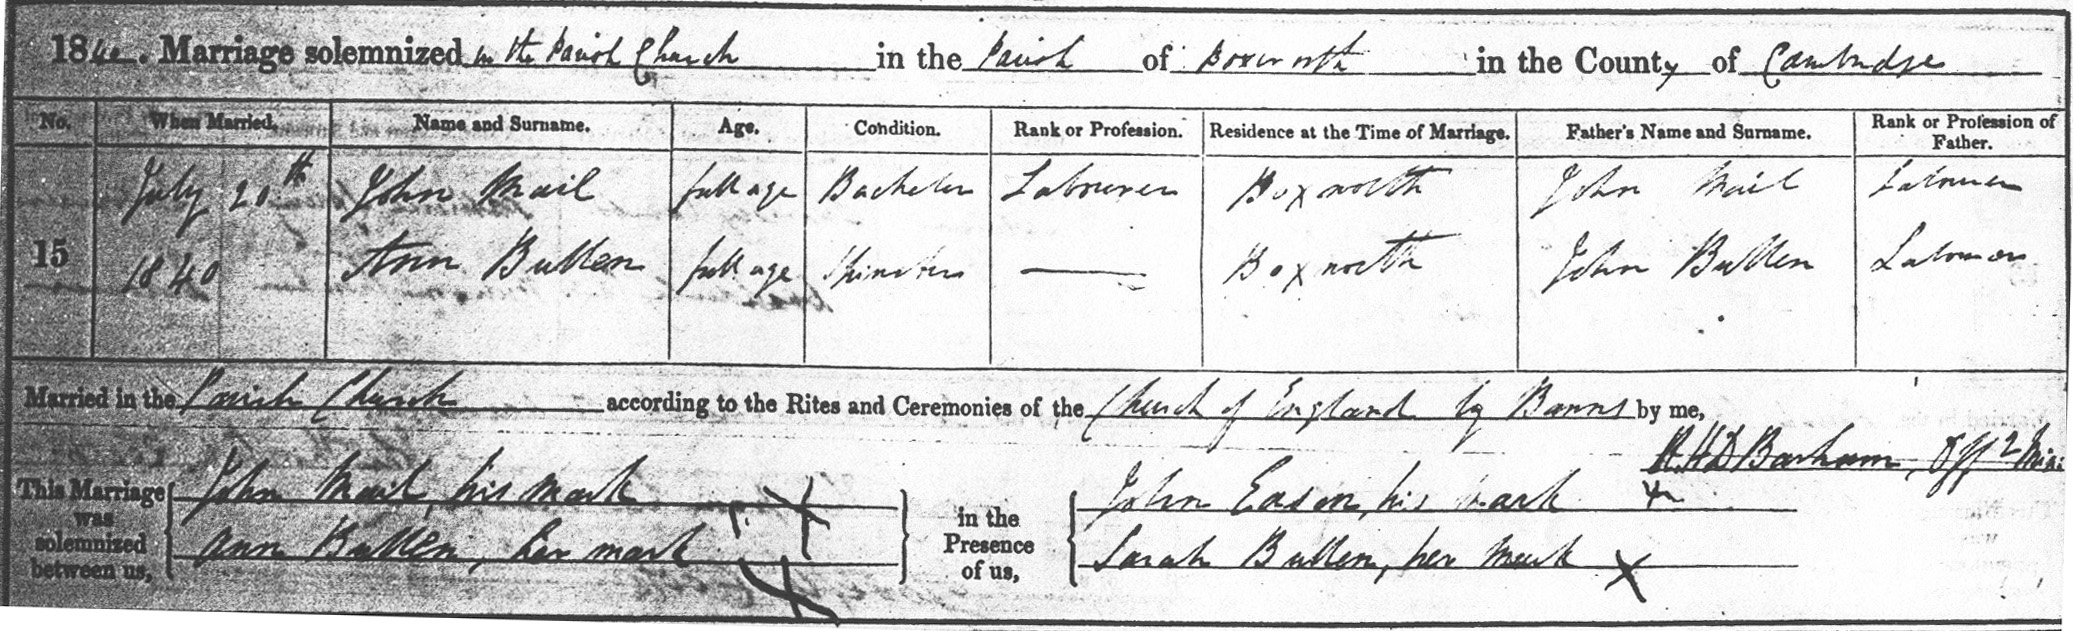 1840. Marriage solemnized in the Parish Church in the Parish of Boxworth in the County of Cambridge
No. When Married. Name and Surname. Age. Condition. Rank or Profession. Residence at the Time of Marriage. Father's Name and Surname. Rank or Profession of Father.
July 20th John Mail full age Bachelor Labourer Boxworth John Mail Labourer
15 1840 Ann Bullen full age Spinster Boxworth John Bullen Labourer
Married in the Parish Church according to the Rites and Ceremonies of the Church of England by Banns by me,
R.H.D. Barham, Offg Mini
This Marriage was solemnized between us, John Mail, his mark X
Ann Bullen, her mark X
in the Presence of us, John Eason, his mark X
Sarah Bullen, her mark X